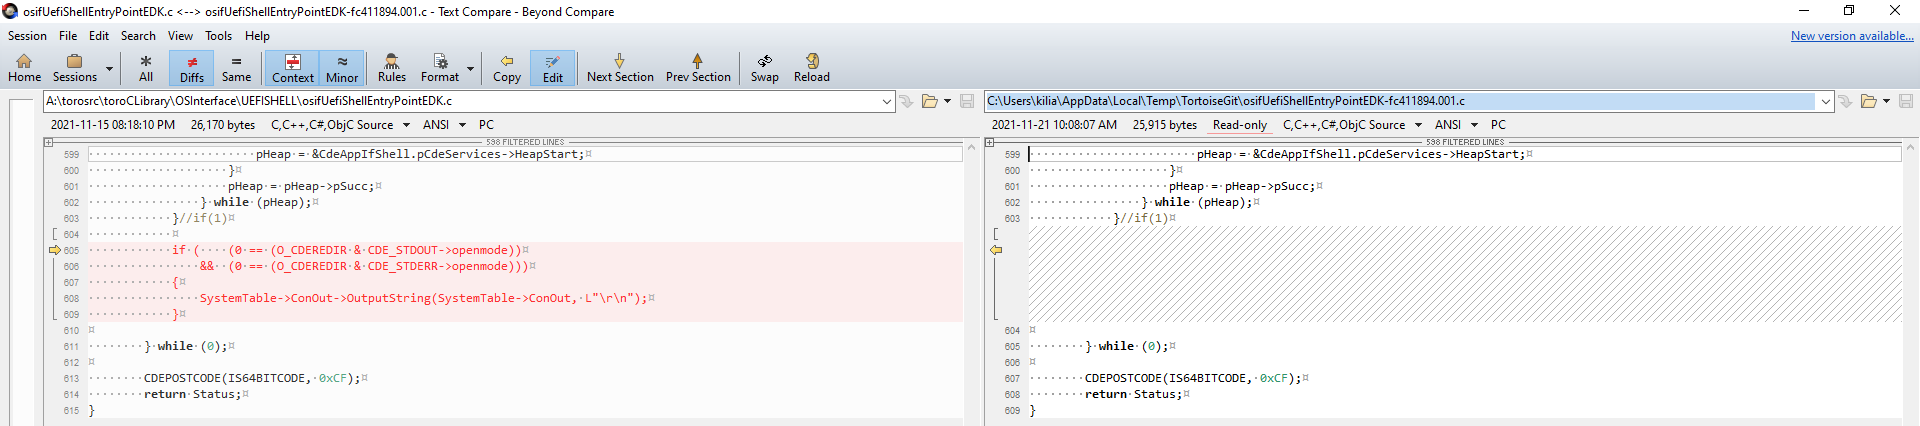 osifUefiShellEntryPointEDK.c <--> osifUefiShellEntryPointEDK-fc411894.001.c - Text Compare - Beyond Compare
Session File Edit Search View Tools Help New version available...
Home Sessions All Diffs Same Context Minor Rules Format Copy Edit Next Section Prev Section Swap Reload
A:\torosrc\toroCLibrary\OSInterface\UEFISHELL\osifUefiShellEntryPointEDK.c
2021-11-15 08:18:10 PM 26,170 bytes C,C++,C#,ObjC Source ANSI PC
598 FILTERED LINES
599 pHeap = &CdeAppIfShell.pCdeServices->HeapStart;
600 }
601 pHeap = pHeap->pSucc;
602 } while (pHeap);
603 }//if(1)
604
605 if ( (0 == (O_CDEREDIR & CDE_STDOUT->openmode))
606 && (0 == (O_CDEREDIR & CDE_STDERR->openmode)))
607 {
608 SystemTable->ConOut->OutputString(SystemTable->ConOut, L"\r\n");
609 }
610
611 } while (0);
612
613 CDEPOSTCODE(IS64BITCODE, 0xCF);
614 return Status;
615 }
C:\Users\kilia\AppData\Local\Temp\TortoiseGit\osifUefiShellEntryPointEDK-fc411894.001.c
2021-11-21 10:08:07 AM 25,915 bytes Read-only C,C++,C#,ObjC Source ANSI PC
598 FILTERED LINES
599 pHeap = &CdeAppIfShell.pCdeServices->HeapStart;
600 }
601 pHeap = pHeap->pSucc;
602 } while (pHeap);
603 }//if(1)
604
605 } while (0);
606
607 CDEPOSTCODE(IS64BITCODE, 0xCF);
608 return Status;
609 }